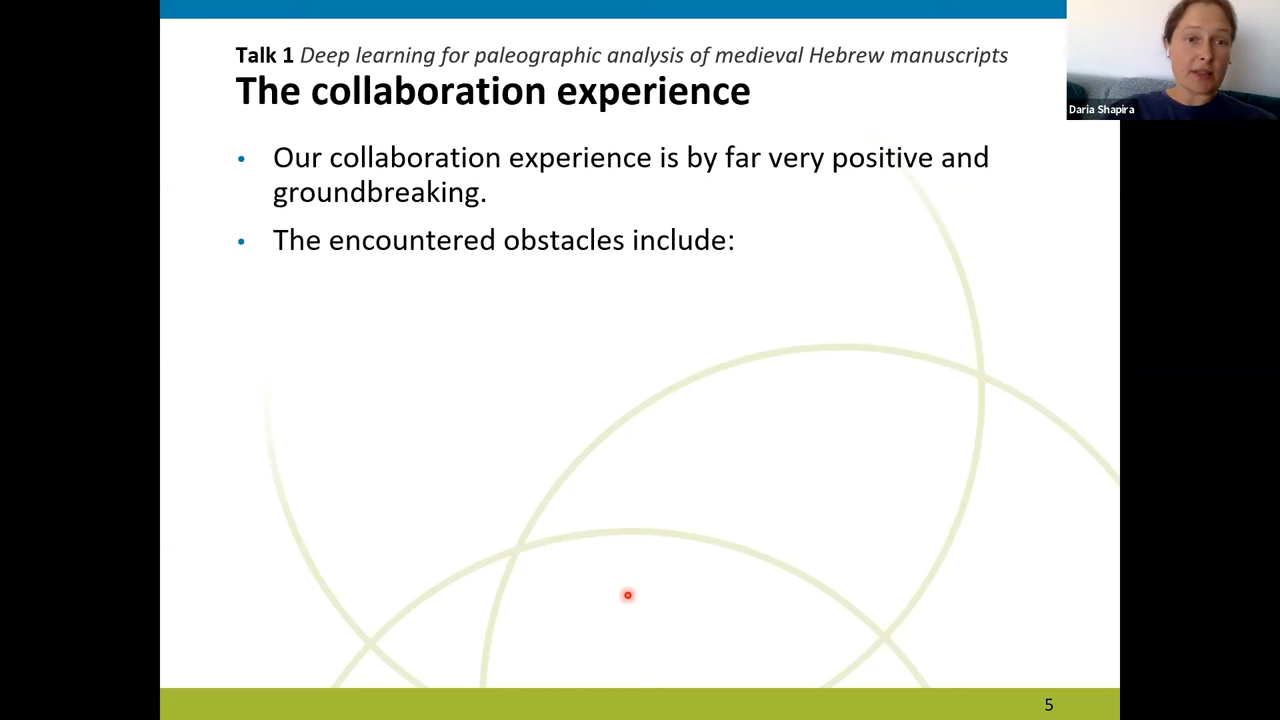 Talk 1 Deep learning for paleographic analysis of medieval Hebrew manuscripts
The collaboration experience
Daria Shapira
• Our collaboration experience is by far very positive and
groundbreaking.
• The encountered obstacles include:
5